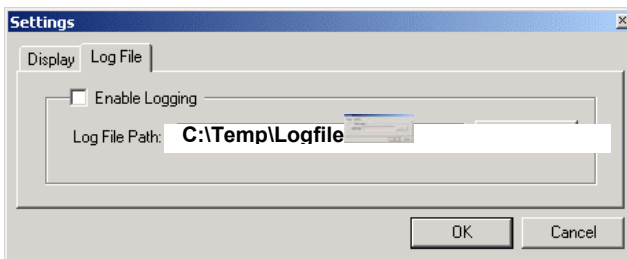 Settings
Display Log File
Enable Logging
Log File Path: C:\Temp\Logfile
OK Cancel